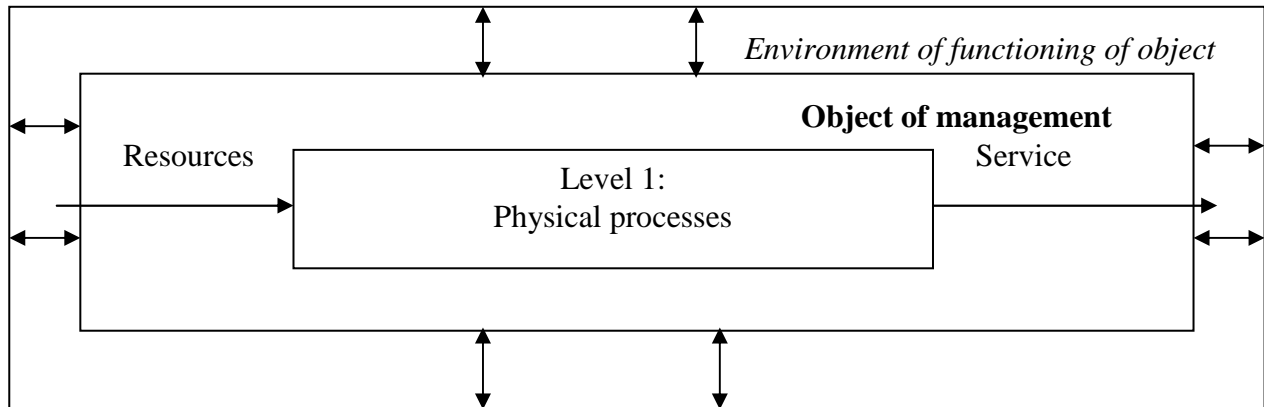 Environment of functioning of object
Object of management
Resources
Service
Level 1:
Physical processes